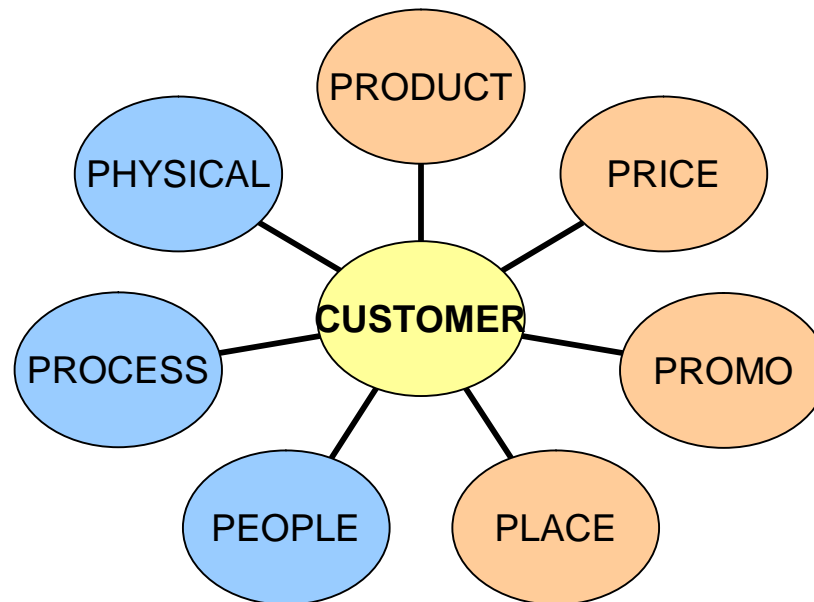 PRODUCT
PHYSICAL
PRICE
CUSTOMER
PROCESS
PROMO
PEOPLE
PLACE